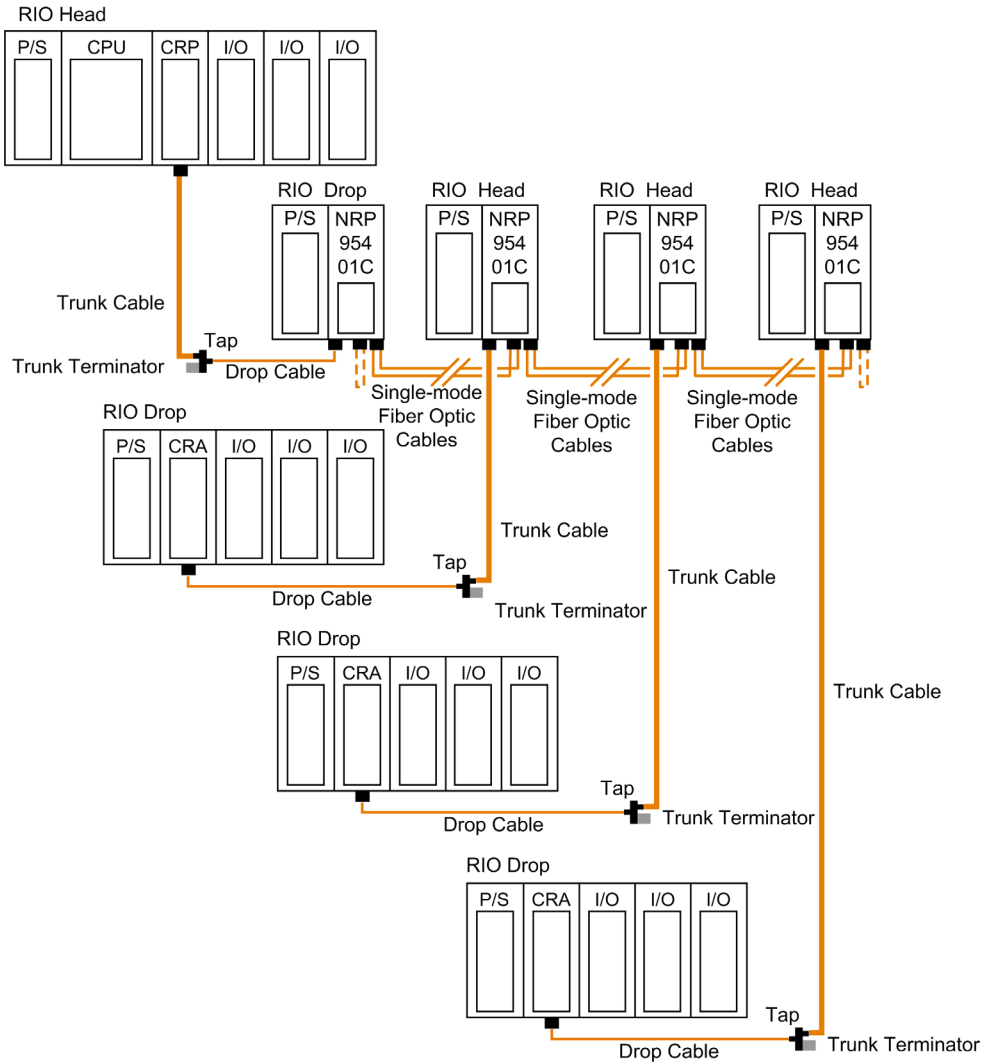 RIO Head
P/S CPU CRP I/O I/O I/O
RIO Drop RIO Head RIO Head RIO Head
P/S NRP P/S NRP P/S NRP P/S NRP
954 954 954 954
01C 01C 01C 01C
Trunk Cable
Tap
Trunk Terminator
Drop Cable
Single-mode
Fiber Optic
Cables
Single-mode
Fiber Optic
Cables
Single-mode
Fiber Optic
Cables
RIO Drop
P/S CRA I/O I/O I/O
Trunk Cable
Tap
Drop Cable
Trunk Terminator
Trunk Cable
RIO Drop
P/S CRA I/O I/O I/O
Trunk Cable
Tap
Drop Cable
Trunk Terminator
RIO Drop
P/S CRA I/O I/O I/O
Tap
Drop Cable
Trunk Terminator